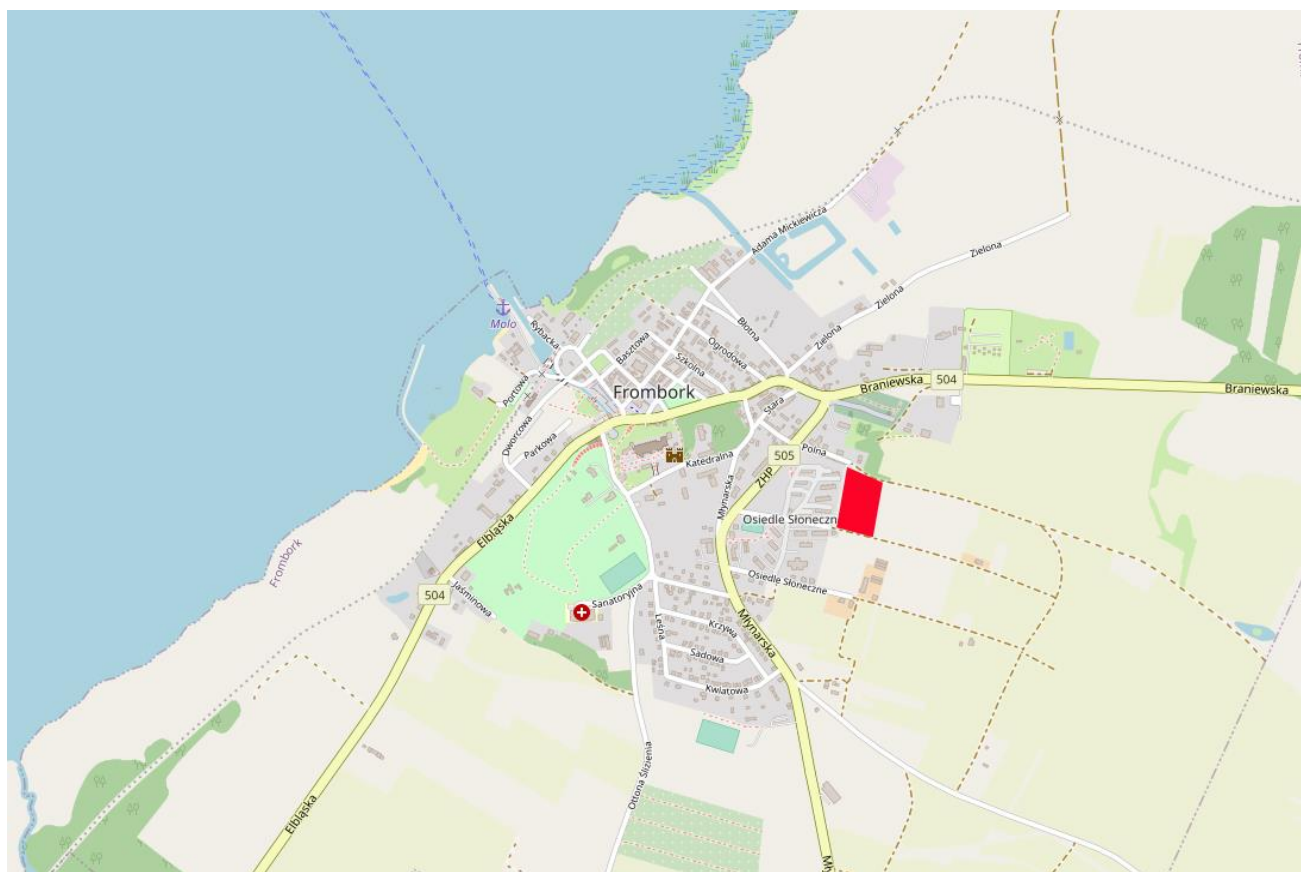 Adama Mickiewicza
Zielona
Molo
Rybacka
Błotna
Zielona
Zielona
Basztowa
Ogrodowa
Szkolna
Portowa
Frombork
Braniewska
504
Braniewska
Stara
Dworcowa
Parkowa
Polna
505
Katedralna
ZHP
Młynarska
Osiedle Słoneczn
Elbląska
Frombork
Osiedle Słoneczne
504
Jaśminowa
Sanatoryjna
Młynarska
Leśna
Krzywa
Sadowa
Kwiatowa
Ottona Ślizienia
Elbląska
Mł